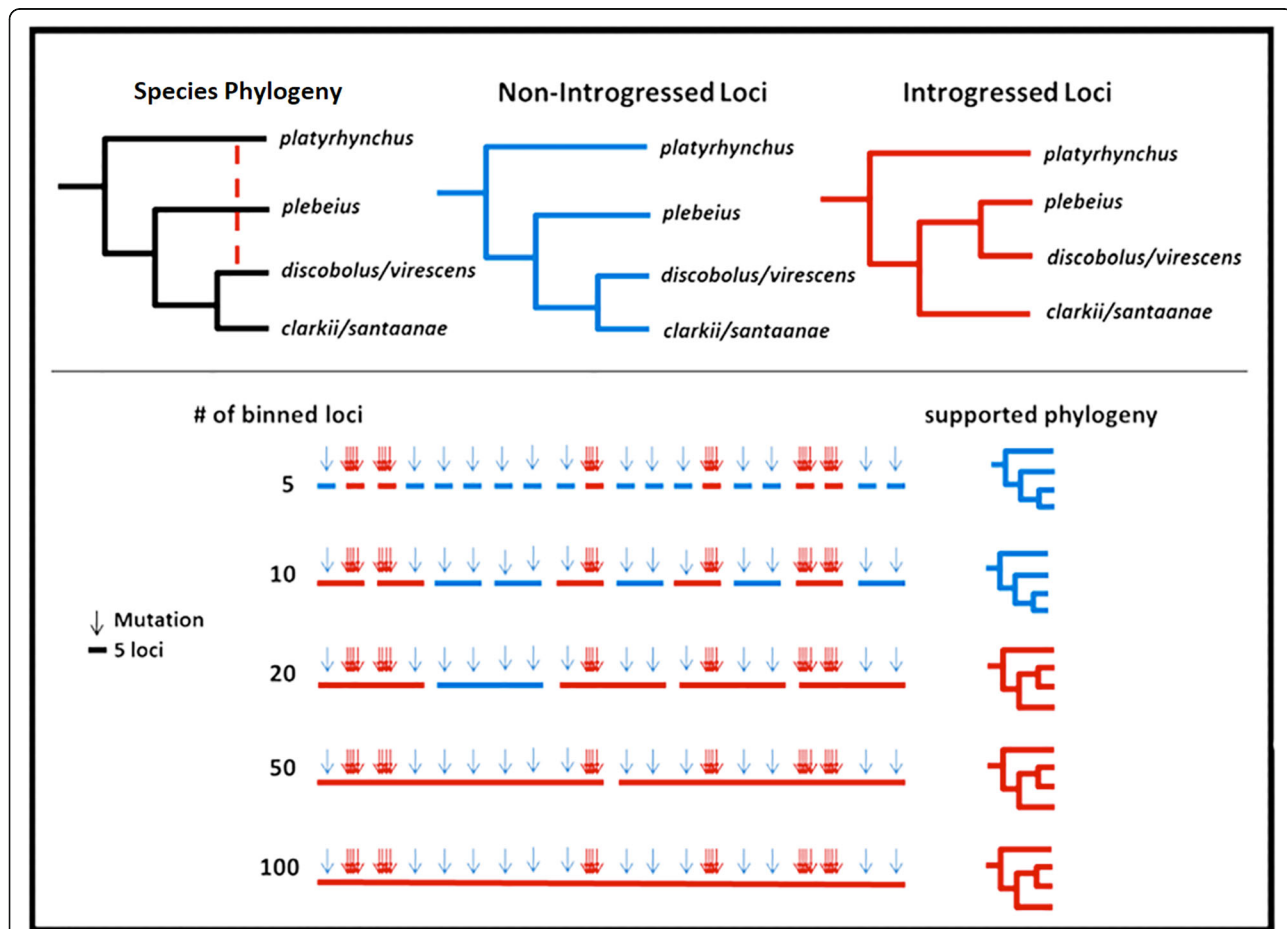 Species Phylogeny
platyrhynchus
plebeius
discobolus/virescens
clarkii/santaanae
Non-Introgressed Loci
platyrhynchus
plebeius
discobolus/virescens
clarkii/santaanae
Introgressed Loci
platyrhynchus
plebeius
discobolus/virescens
clarkii/santaanae
# of binned loci
supported phylogeny
5
10
20
50
100
Mutation
5 loci